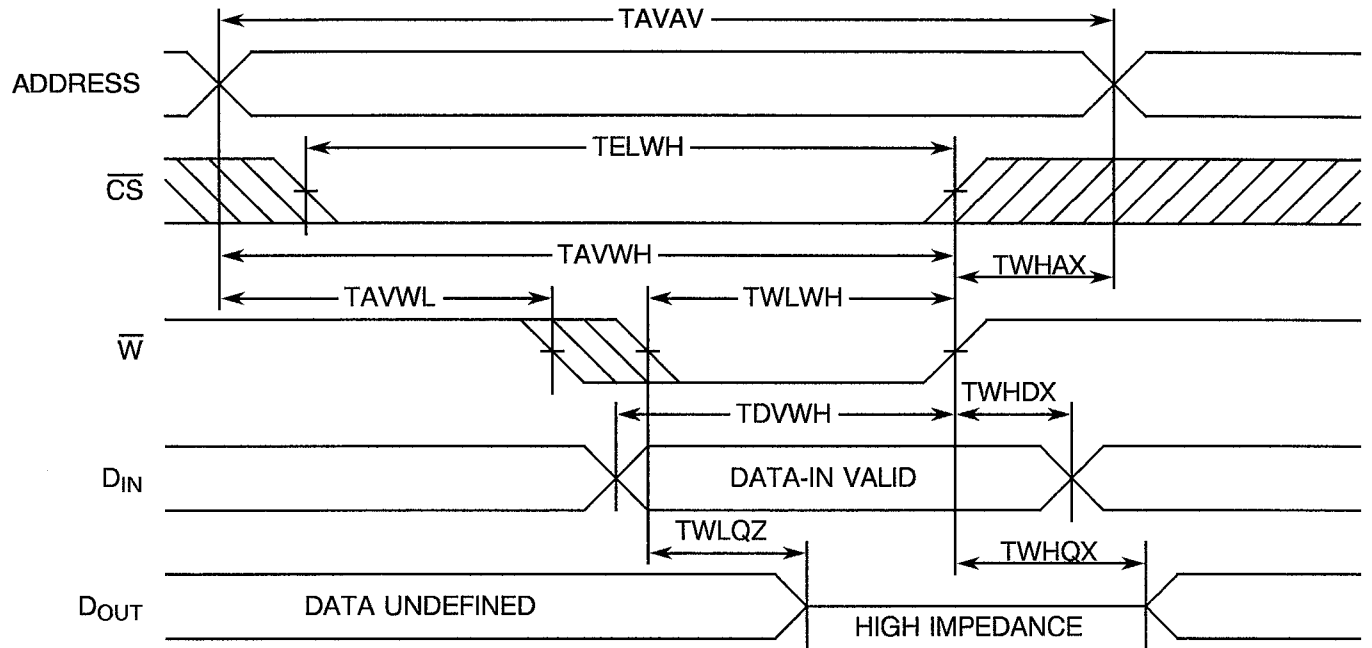 TAVAV
ADDRESS
TELWH
CS
TAVWH
TWHAX
TAVWL
TWLWH
W
TDVWH
TWHDX
DIN
DATA-IN VALID
TWLQZ
TWHQX
DOUT
DATA UNDEFINED
HIGH IMPEDANCE